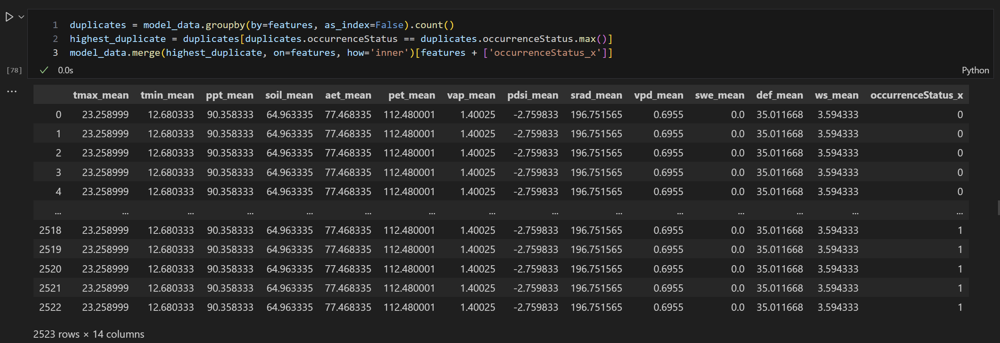 1 duplicates = model_data.groupby(by=features, as_index=False).count()
2 highest_duplicate = duplicates[duplicates.occurrenceStatus == duplicates.occurrenceStatus.max()]
3 model_data.merge(highest_duplicate, on=features, how='inner')[features + ['occurrenceStatus_x']]
[78] 0.0s Python
...
tmax_mean tmin_mean ppt_mean soil_mean aet_mean pet_mean vap_mean pdsi_mean srad_mean vpd_mean swe_mean def_mean ws_mean occurrenceStatus_x
0 23.258999 12.680333 90.358333 64.963335 77.468335 112.480001 1.40025 -2.759833 196.751565 0.6955 0.0 35.011668 3.594333 0
1 23.258999 12.680333 90.358333 64.963335 77.468335 112.480001 1.40025 -2.759833 196.751565 0.6955 0.0 35.011668 3.594333 0
2 23.258999 12.680333 90.358333 64.963335 77.468335 112.480001 1.40025 -2.759833 196.751565 0.6955 0.0 35.011668 3.594333 0
3 23.258999 12.680333 90.358333 64.963335 77.468335 112.480001 1.40025 -2.759833 196.751565 0.6955 0.0 35.011668 3.594333 0
4 23.258999 12.680333 90.358333 64.963335 77.468335 112.480001 1.40025 -2.759833 196.751565 0.6955 0.0 35.011668 3.594333 0
... ... ... ... ... ... ... ... ... ... ... ... ... ... ...
2518 23.258999 12.680333 90.358333 64.963335 77.468335 112.480001 1.40025 -2.759833 196.751565 0.6955 0.0 35.011668 3.594333 1
2519 23.258999 12.680333 90.358333 64.963335 77.468335 112.480001 1.40025 -2.759833 196.751565 0.6955 0.0 35.011668 3.594333 1
2520 23.258999 12.680333 90.358333 64.963335 77.468335 112.480001 1.40025 -2.759833 196.751565 0.6955 0.0 35.011668 3.594333 1
2521 23.258999 12.680333 90.358333 64.963335 77.468335 112.480001 1.40025 -2.759833 196.751565 0.6955 0.0 35.011668 3.594333 1
2522 23.258999 12.680333 90.358333 64.963335 77.468335 112.480001 1.40025 -2.759833 196.751565 0.6955 0.0 35.011668 3.594333 1
2523 rows × 14 columns